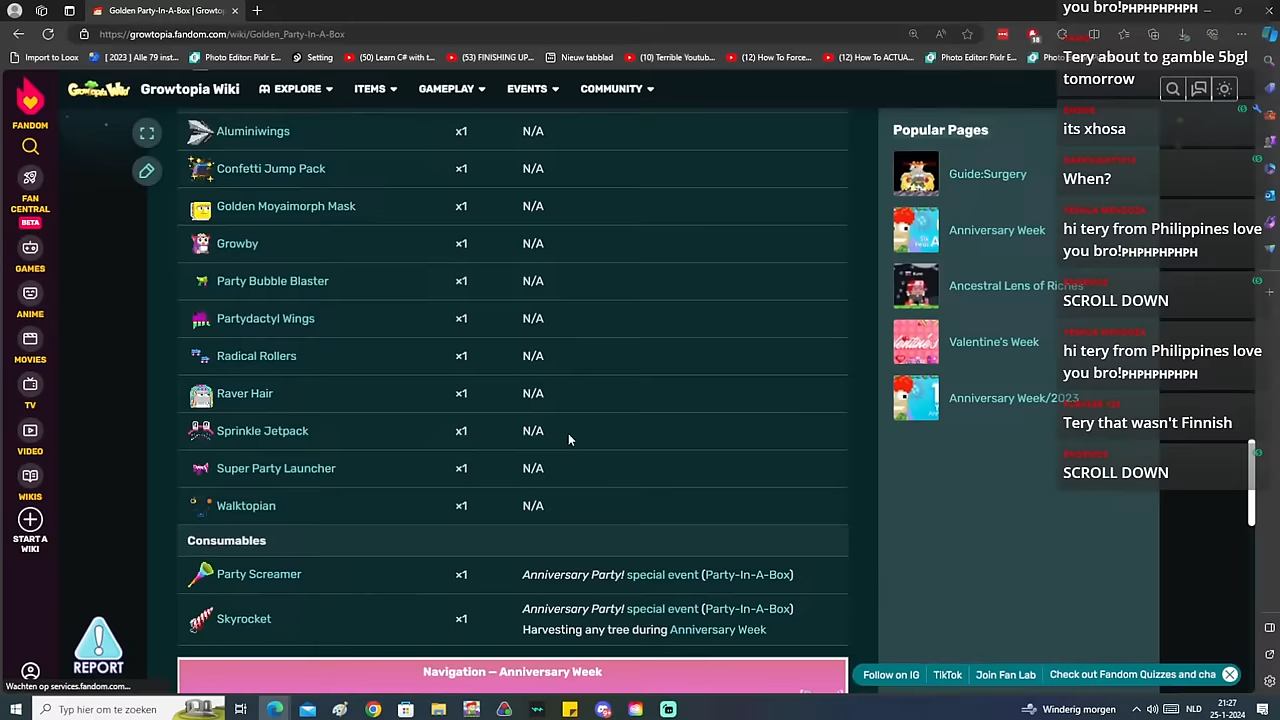 Golden Party-In-A-Box | Growto
https://growtopia.fandom.com/wiki/Golden_Party-In-A-Box
Import to Loox
[ 2023 ] Alle 79 inst...
Photo Editor: Pixlr E...
Setting
(50) Learn C# with t...
(53) FINISHING UP...
Nieuw tabblad
(10) Terrible Youtub...
(12) How To Force...
(12) How To ACTUA...
Photo Editor: Pixlr E...
Growtopia Wiki
EXPLORE
ITEMS
GAMEPLAY
EVENTS
COMMUNITY
FANDOM
FAN CENTRAL
BETA
GAMES
ANIME
MOVIES
TV
VIDEO
WIKIS
START A WIKI
Aluminiwings x1 N/A
Confetti Jump Pack x1 N/A
Golden Moyaimorph Mask x1 N/A
Growby x1 N/A
Party Bubble Blaster x1 N/A
Partydactyl Wings x1 N/A
Radical Rollers x1 N/A
Raver Hair x1 N/A
Sprinkle Jetpack x1 N/A
Super Party Launcher x1 N/A
Walktopian x1 N/A
Consumables
Party Screamer x1 Anniversary Party! special event (Party-In-A-Box)
Skyrocket x1 Anniversary Party! special event (Party-In-A-Box)
Harvesting any tree during Anniversary Week
Navigation — Anniversary Week
Popular Pages
Guide:Surgery
Anniversary Week
Ancestral Lens of Riches
Valentine's Week
Anniversary Week/2023
you bro!PHPHPHPHPH
Tery about to gamble 5bgl
tomorrow
its xhosa
When?
YESHUA MENDOZA
hi tery from Philippines love
you bro!PHPHPHPHPH
SCROLL DOWN
YESHUA MENDOZA
hi tery from Philippines love
you bro!PHPHPHPHPH
Tery that wasn't Finnish
SCROLL DOWN
REPORT
Follow on IG
TikTok
Join Fan Lab
Check out Fandom Quizzes and cha
Wachten op services.fandom.com...
Typ hier om te zoeken
Winderig morgen
NLD
21:27
25-1-2024